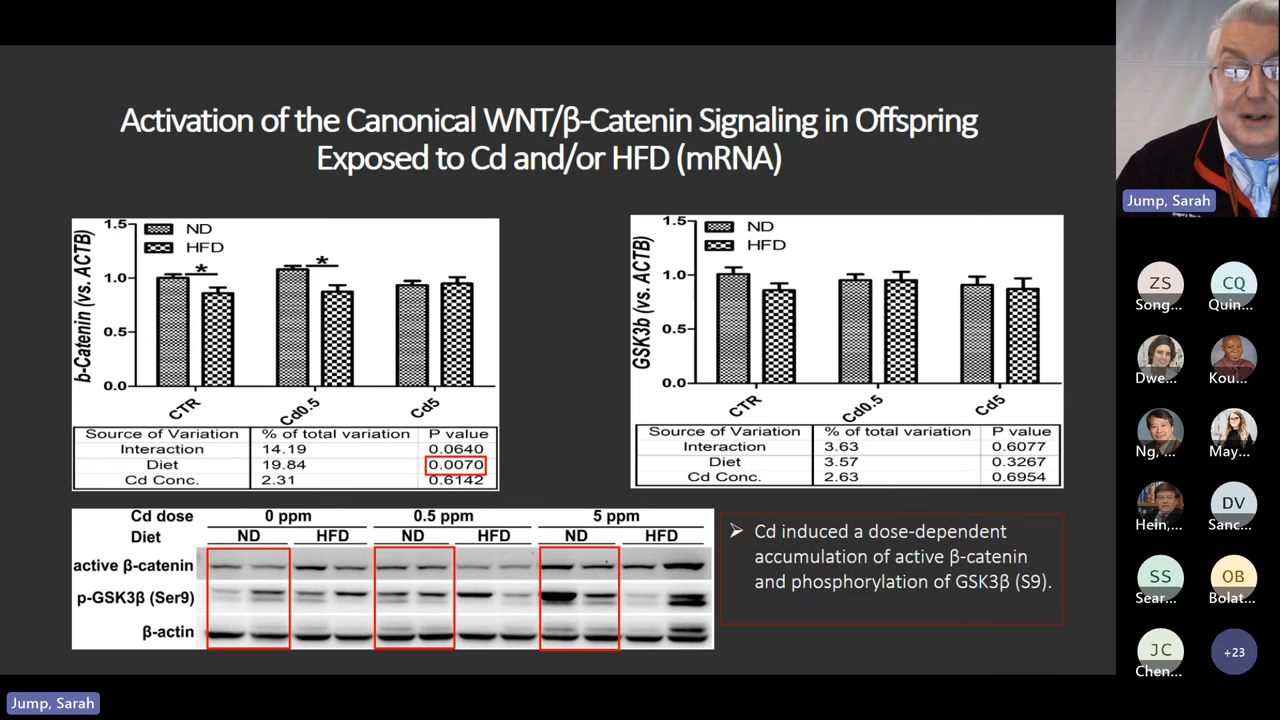 Activation of the Canonical WNT/β-Catenin Signaling in Offspring
Exposed to Cd and/or HFD (mRNA)
b-Catenin (vs. ACTB)
1.5
1.0
0.5
0.0
ND
HFD
*
*
CTR
Cd0.5
Cd5
Source of Variation % of total variation P value
Interaction 14.19 0.0640
Diet 19.84 0.0070
Cd Conc. 2.31 0.6142
GSK3b (vs. ACTB)
1.5
1.0
0.5
0.0
ND
HFD
CTR
Cd0.5
Cd5
Source of Variation % of total variation P value
Interaction 3.63 0.6077
Diet 3.57 0.3267
Cd Conc. 2.63 0.6954
Cd dose 0 ppm 0.5 ppm 5 ppm
Diet ND HFD ND HFD ND HFD
active β-catenin
p-GSK3β (Ser9)
β-actin
➢ Cd induced a dose-dependent
accumulation of active β-catenin
and phosphorylation of GSK3β (S9).
Jump, Sarah
ZS CQ
Song,... Quin...
Dwe... Kou...
Ng, ... May...
DV
Hein,... Sanc...
SS OB
Sear... Bolat...
JC +23
Chen...
Jump, Sarah